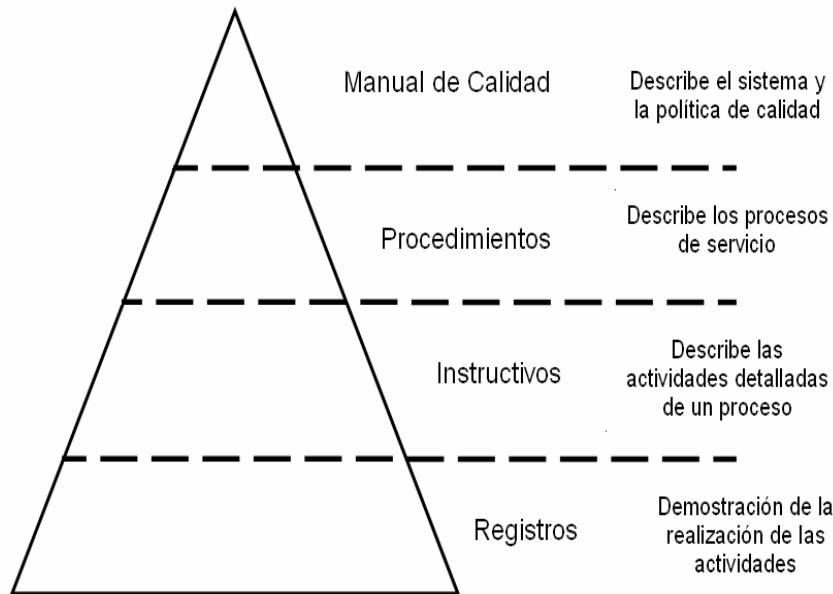 Manual de Calidad
Describe el sistema y
la política de calidad
Procedimientos
Describe los procesos
de servicio
Instructivos
Describe las
actividades detalladas
de un proceso
Registros
Demostración de la
realización de las
actividades